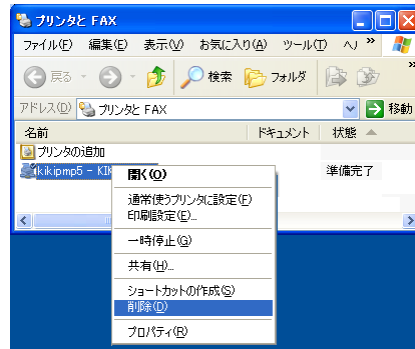 プリンタと FAX
ファイル(F) 編集(E) 表示(V) お気に入り(A) ツール(T) ヘル »
戻る 検索 フォルダ »
アドレス(D) プリンタと FAX 移動
名前 ドキュメント 状態
プリンタの追加
kikipmp5 - 準備完了
開く(O)
通常使うプリンタに設定(F)
印刷設定(E)...
一時停止(G)
共有(H)...
ショートカットの作成(S)
削除(D)
プロパティ(R)